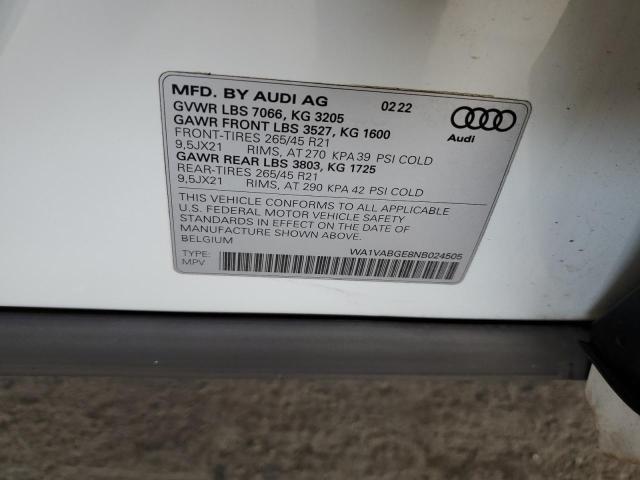 MFD. BY AUDI AG 02 22
GVWR LBS 7066, KG 3205
GAWR FRONT LBS 3527, KG 1600
FRONT-TIRES 265/45 R21
9,5JX21 RIMS, AT 270 KPA 39 PSI COLD
GAWR REAR LBS 3803, KG 1725
REAR-TIRES 265/45 R21
9,5JX21 RIMS, AT 290 KPA 42 PSI COLD
Audi
THIS VEHICLE CONFORMS TO ALL APPLICABLE
U.S. FEDERAL MOTOR VEHICLE SAFETY
STANDARDS IN EFFECT ON THE DATE OF
MANUFACTURE SHOWN ABOVE.
BELGIUM
WA1VABGE8NB024505
TYPE:
MPV